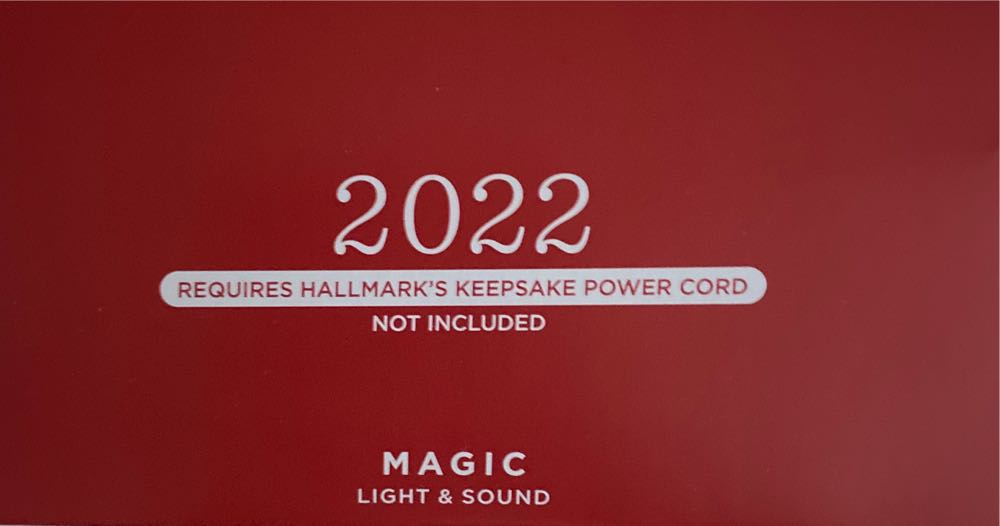 2022
REQUIRES HALLMARK'S KEEPSAKE POWER CORD
NOT INCLUDED
MAGIC
LIGHT & SOUND